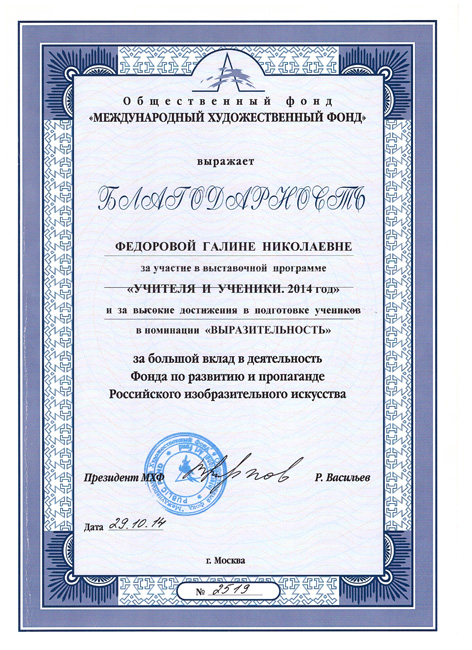 Общественный фонд
«МЕЖДУНАРОДНЫЙ ХУДОЖЕСТВЕННЫЙ ФОНД»
выражает
БЛАГОДАРНОСТЬ
ФЕДОРОВОЙ ГАЛИНЕ НИКОЛАЕВНЕ
за участие в выставочной программе
«УЧИТЕЛЯ И УЧЕНИКИ. 2014 год»
и за высокие достижения в подготовке учеников
в номинации «ВЫРАЗИТЕЛЬНОСТЬ»
за большой вклад в деятельность
Фонда по развитию и пропаганде
Российского изобразительного искусства
Президент МХФ
Р. Васильев
PUBLIC FUND
Дата 29.10.14
г. Москва
№ 2519